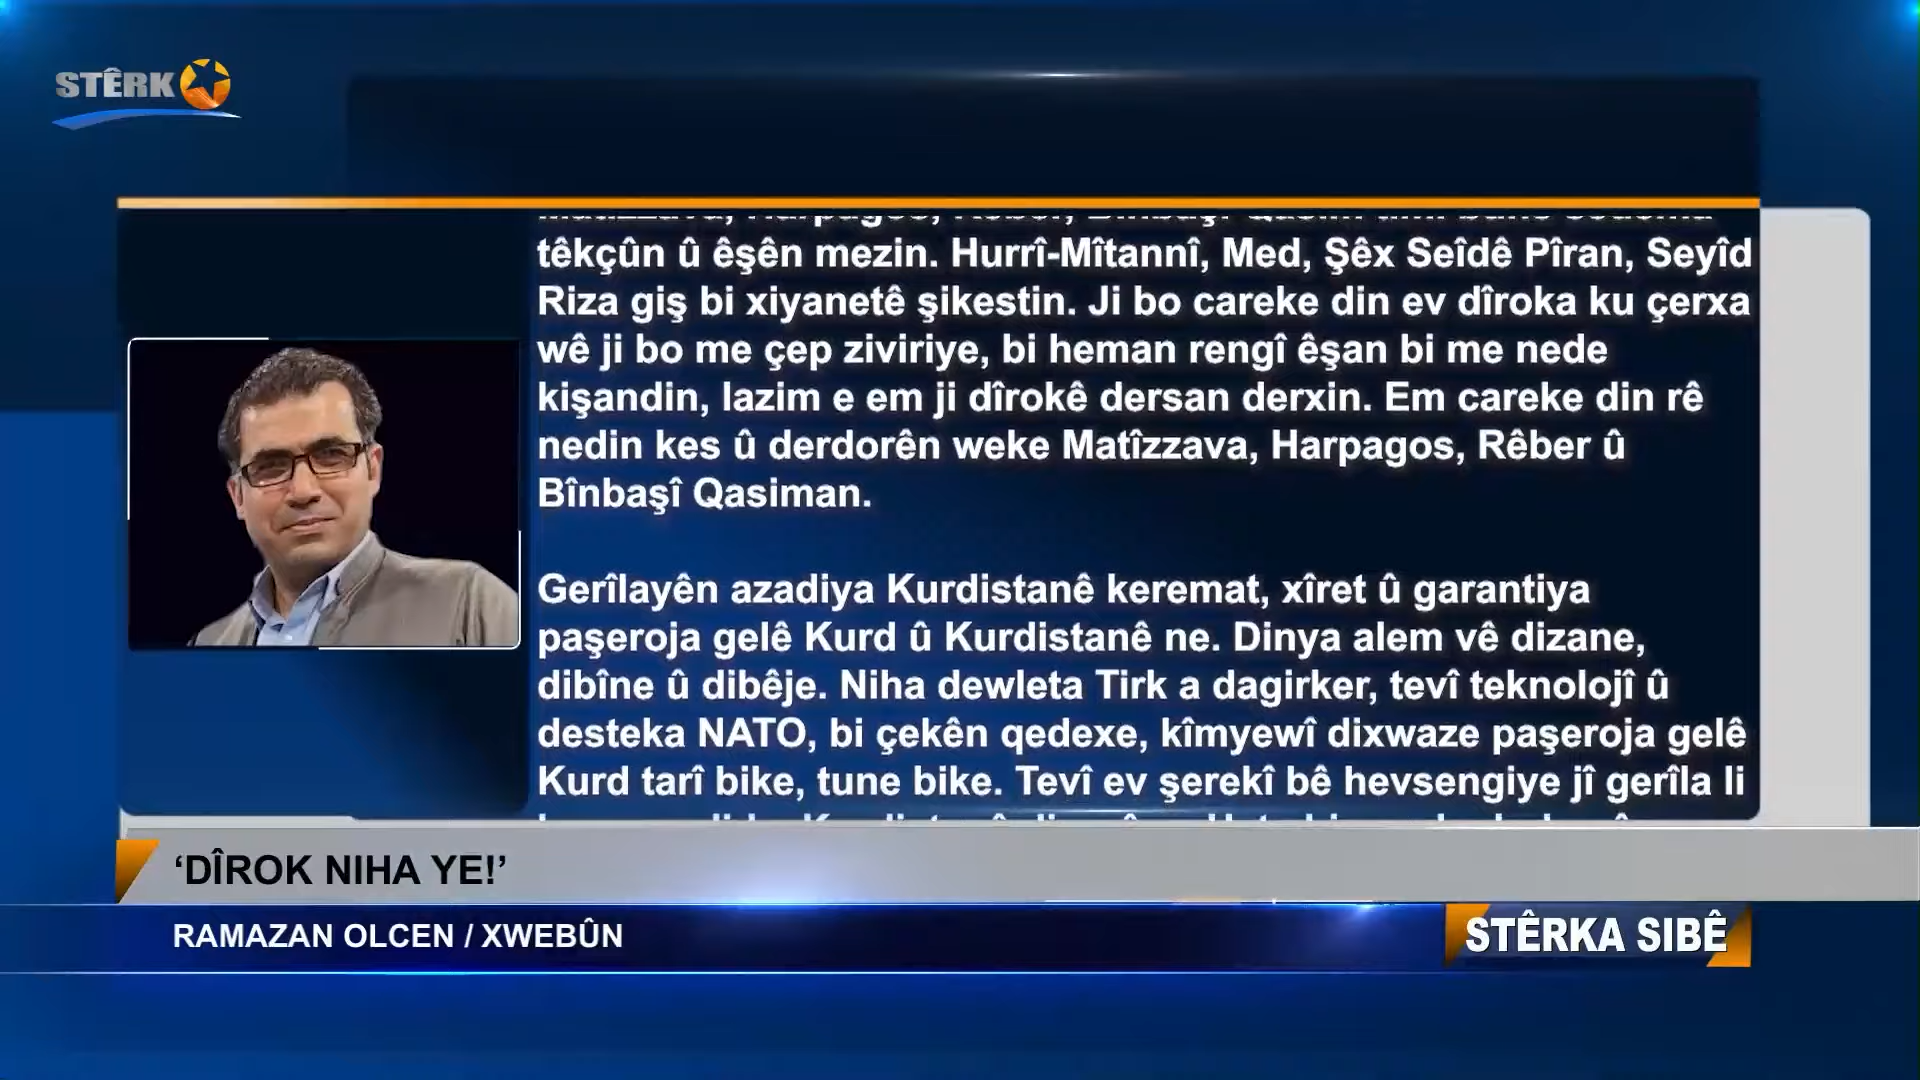 STÊRK
têkçûn û êşên mezin. Hurrî-Mîtannî, Med, Şêx Seîdê Pîran, Seyîd
Riza giş bi xiyanetê şikestin. Ji bo careke din ev dîroka ku çerxa
wê ji bo me çep ziviriye, bi heman rengî êşan bi me nede
kişandin, lazim e em ji dîrokê dersan derxin. Em careke din rê
nedin kes û derdorên weke Matîzzava, Harpagos, Rêber û
Bînbaşî Qasiman.
Gerîlayên azadiya Kurdistanê keremat, xîret û garantiya
paşeroja gelê Kurd û Kurdistanê ne. Dinya alem vê dizane,
dibîne û dibêje. Niha dewleta Tirk a dagirker, tevî teknolojî û
desteka NATO, bi çekên qedexe, kîmyewî dixwaze paşeroja gelê
Kurd tarî bike, tune bike. Tevî ev şerekî bê hevsengiye jî gerîla li
‘DÎROK NIHA YE!’
RAMAZAN OLCEN / XWEBÛN
STÊRKA SIBÊ